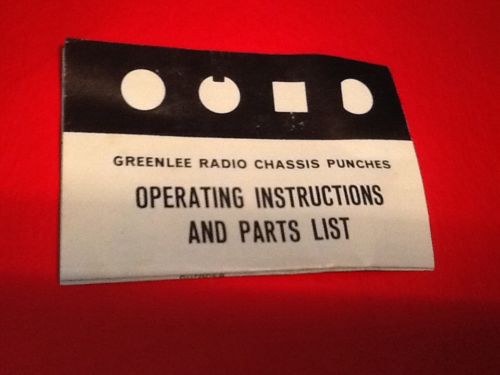 GREENLEE RADIO CHASSIS PUNCHES
OPERATING INSTRUCTIONS
AND PARTS LIST